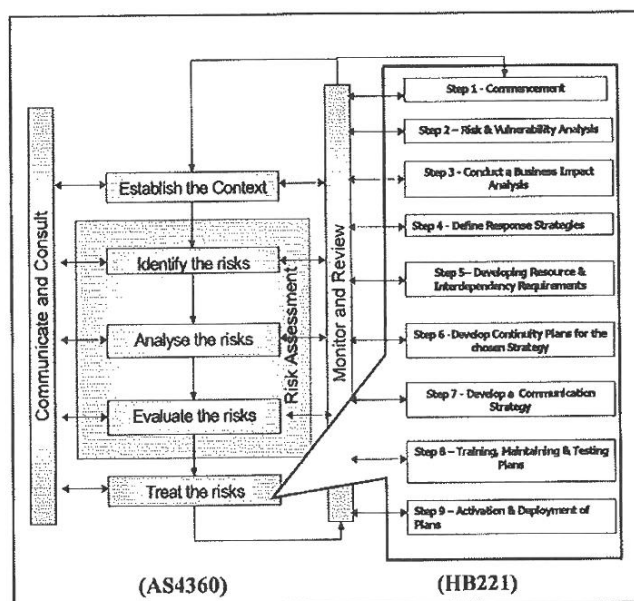 Communicate and Consult
Establish the Context
Identify the risks
Analyse the risks
Evaluate the risks
Risk Assessment
Treat the risks
Monitor and Review
Step 1 - Commencement
Step 2 – Risk & Vulnerability Analysis
Step 3 - Conduct a Business Impact
Analysis
Step 4 - Define Response Strategies
Step 5– Developing Resource &
Interdependency Requirements
Step 6 -Develop Continuity Plans for the
chosen Strategy
Step 7 - Develop a Communication
Strategy
Step 8 – Training, Maintaining & Testing
Plans
Step 9 – Activation & Deployment of
Plans
(AS4360)
(HB221)